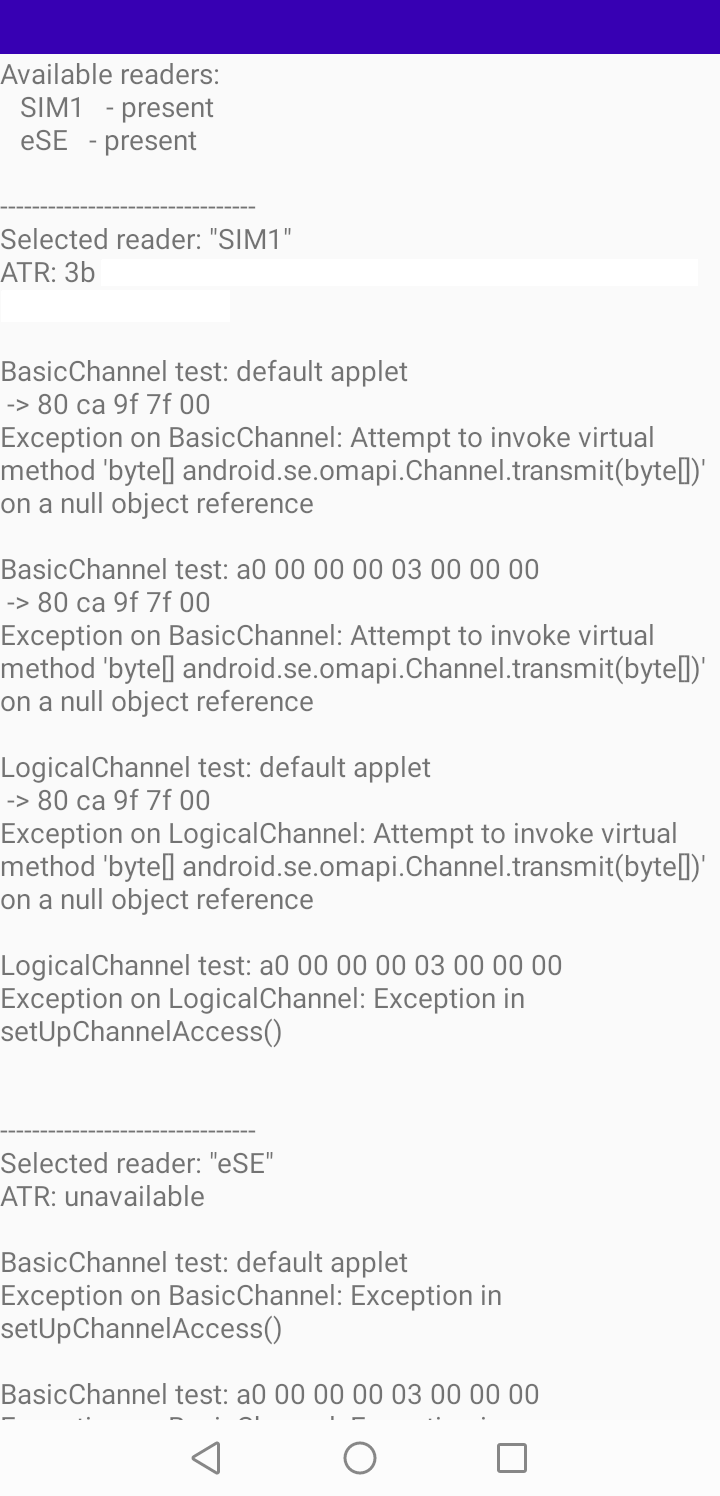 Available readers:
SIM1 - present
eSE - present
--------------------------------
Selected reader: "SIM1"
ATR: 3b
BasicChannel test: default applet
-> 80 ca 9f 7f 00
Exception on BasicChannel: Attempt to invoke virtual
method 'byte[] android.se.omapi.Channel.transmit(byte[])'
on a null object reference
BasicChannel test: a0 00 00 00 03 00 00 00
-> 80 ca 9f 7f 00
Exception on BasicChannel: Attempt to invoke virtual
method 'byte[] android.se.omapi.Channel.transmit(byte[])'
on a null object reference
LogicalChannel test: default applet
-> 80 ca 9f 7f 00
Exception on LogicalChannel: Attempt to invoke virtual
method 'byte[] android.se.omapi.Channel.transmit(byte[])'
on a null object reference
LogicalChannel test: a0 00 00 00 03 00 00 00
Exception on LogicalChannel: Exception in
setUpChannelAccess()
--------------------------------
Selected reader: "eSE"
ATR: unavailable
BasicChannel test: default applet
Exception on BasicChannel: Exception in
setUpChannelAccess()
BasicChannel test: a0 00 00 00 03 00 00 00